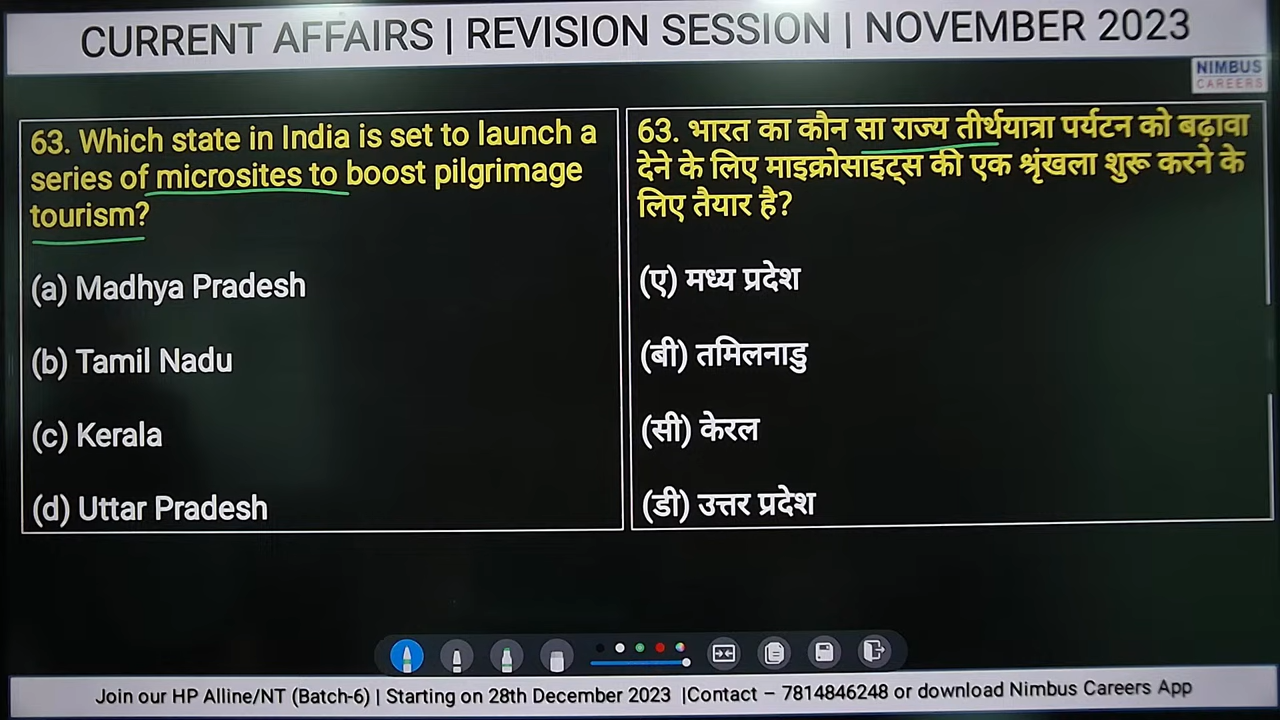 CURRENT AFFAIRS | REVISION SESSION | NOVEMBER 2023
NIMBUS
CAREERS
63. Which state in India is set to launch a
series of microsites to boost pilgrimage
tourism?
(a) Madhya Pradesh
(b) Tamil Nadu
(c) Kerala
(d) Uttar Pradesh
63. भारत का कौन सा राज्य तीर्थयात्रा पर्यटन को बढ़ावा
देने के लिए माइक्रोसाइट्स की एक श्रृंखला शुरू करने के
लिए तैयार है?
(ए) मध्य प्रदेश
(बी) तमिलनाडु
(सी) केरल
(डी) उत्तर प्रदेश
Join our HP Alline/NT (Batch-6) | Starting on 28th December 2023 |Contact – 7814846248 or download Nimbus Careers App